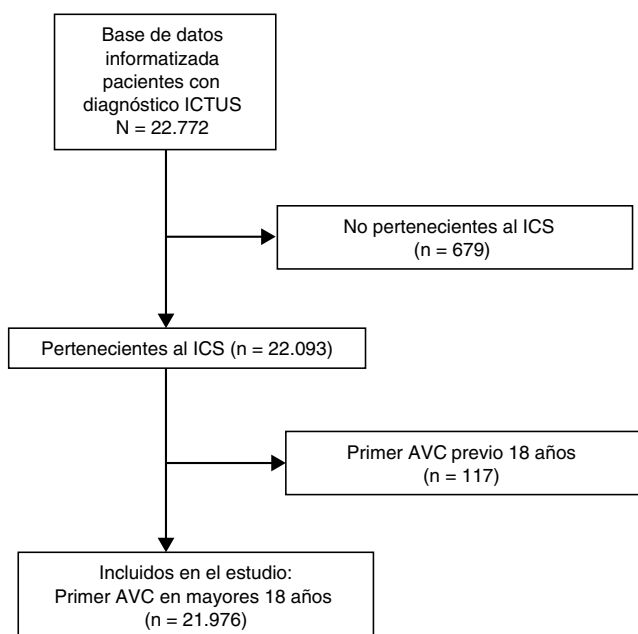 Base de datos
informatizada
pacientes con
diagnóstico ICTUS
N = 22.772
No pertenecientes al ICS
(n = 679)
Pertenecientes al ICS (n = 22.093)
Primer AVC previo 18 años
(n = 117)
Incluidos en el estudio:
Primer AVC en mayores 18 años
(n = 21.976)